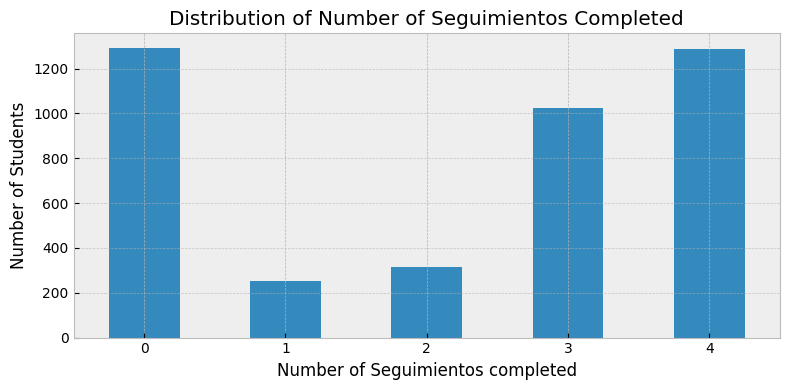 Distribution of Number of Seguimientos Completed
Number of Students
1200
1000
800
600
400
200
0
0 1 2 3 4
Number of Seguimientos completed